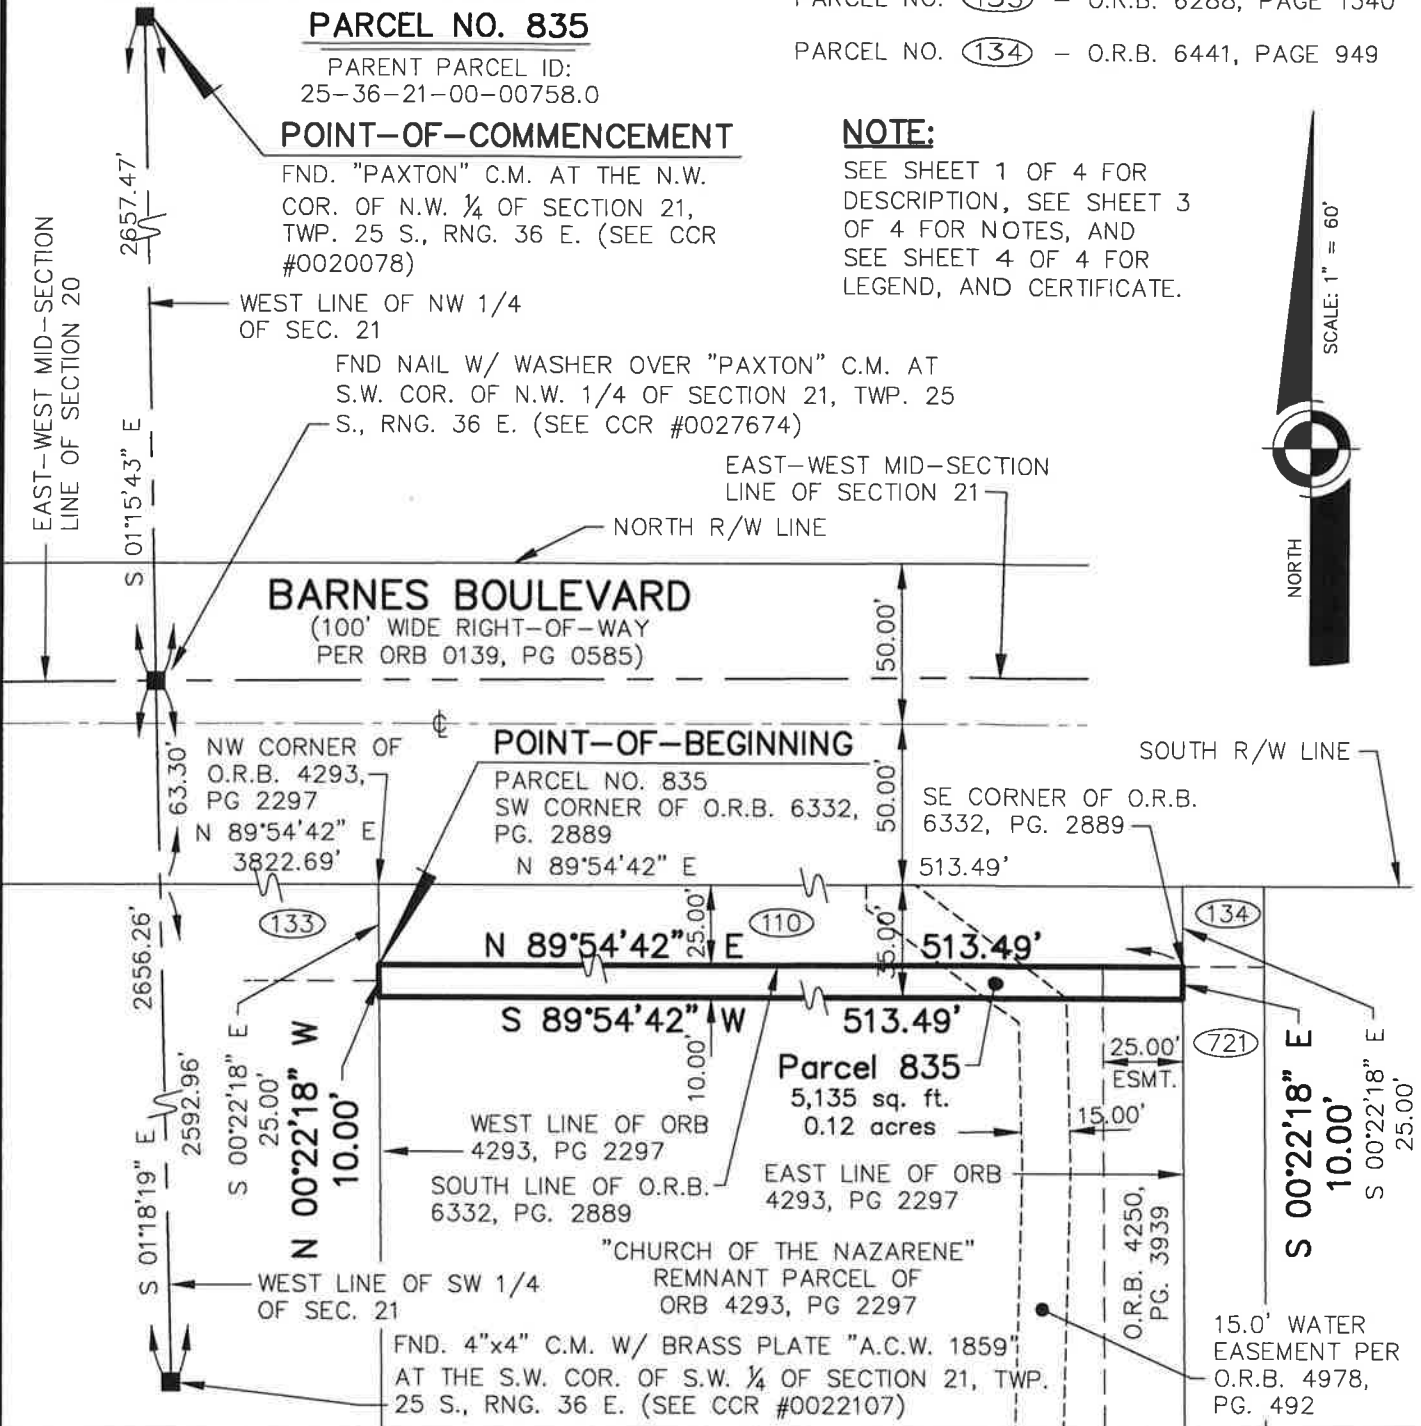 PARCEL NO. 835
PARENT PARCEL ID:
25-36-21-00-00758.0
PARCEL NO. (133) - O.R.B. 6288, PAGE 1340
PARCEL NO. (134) - O.R.B. 6441, PAGE 949
POINT-OF-COMMENCEMENT
FND. "PAXTON" C.M. AT THE N.W.
COR. OF N.W. ¼ OF SECTION 21,
TWP. 25 S., RNG. 36 E. (SEE CCR
#0020078)
NOTE:
SEE SHEET 1 OF 4 FOR
DESCRIPTION, SEE SHEET 3
OF 4 FOR NOTES, AND
SEE SHEET 4 OF 4 FOR
LEGEND, AND CERTIFICATE.
SCALE: 1" = 60'
NORTH
2657.47'
S 01°15'43" E
EAST-WEST MID-SECTION
LINE OF SECTION 20
WEST LINE OF NW 1/4
OF SEC. 21
FND NAIL W/ WASHER OVER "PAXTON" C.M. AT
S.W. COR. OF N.W. 1/4 OF SECTION 21, TWP. 25
S., RNG. 36 E. (SEE CCR #0027674)
EAST-WEST MID-SECTION
LINE OF SECTION 21
NORTH R/W LINE
BARNES BOULEVARD
(100' WIDE RIGHT-OF-WAY
PER ORB 0139, PG 0585)
50.00'
℄
63.30'
NW CORNER OF
O.R.B. 4293,
PG 2297
N 89°54'42" E
3822.69'
POINT-OF-BEGINNING
PARCEL NO. 835
SW CORNER OF O.R.B. 6332,
PG. 2889
N 89°54'42" E
50.00'
SE CORNER OF O.R.B.
6332, PG. 2889
513.49'
SOUTH R/W LINE
133
110
134
25.00'
35.00'
N 89°54'42" E 513.49'
S 89°54'42" W 513.49'
10.00'
2656.26'
2592.96'
S 01°18'19" E
S 00°22'18" E
25.00'
N 00°22'18" W
10.00'
Parcel 835
5,135 sq. ft.
0.12 acres
25.00'
ESMT.
721
15.00'
S 00°22'18" E
10.00'
S 00°22'18" E
25.00'
WEST LINE OF ORB
4293, PG 2297
SOUTH LINE OF O.R.B.
6332, PG. 2889
EAST LINE OF ORB
4293, PG 2297
O.R.B. 4250,
PG. 3939
"CHURCH OF THE NAZARENE"
REMNANT PARCEL OF
ORB 4293, PG 2297
WEST LINE OF SW 1/4
OF SEC. 21
FND. 4"x4" C.M. W/ BRASS PLATE "A.C.W. 1859"
AT THE S.W. COR. OF S.W. ¼ OF SECTION 21, TWP.
25 S., RNG. 36 E. (SEE CCR #0022107)
15.0' WATER
EASEMENT PER
O.R.B. 4978,
PG. 492